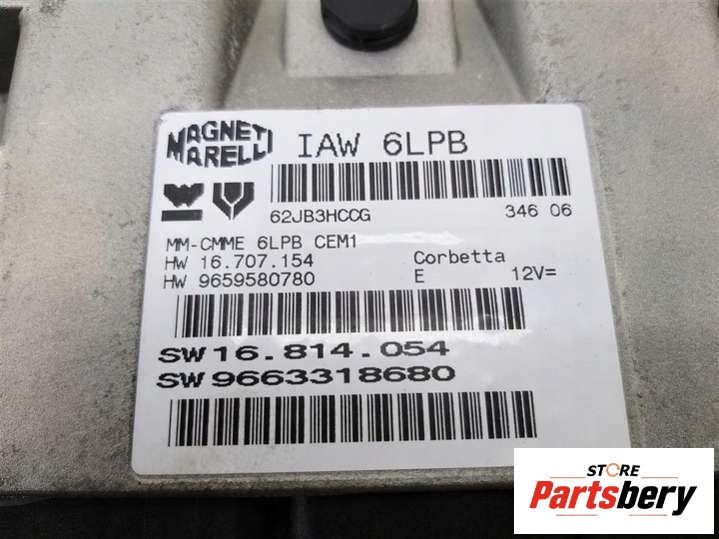 MAGNETI
MARELLI
IAW 6LPB
62JB3HCCG 346 06
MM-CMME 6LPB CEM1
HW 16.707.154 Corbetta
HW 9659580780 E 12V=
SW 16.814.054
SW 9663318680
STORE
Partsbery